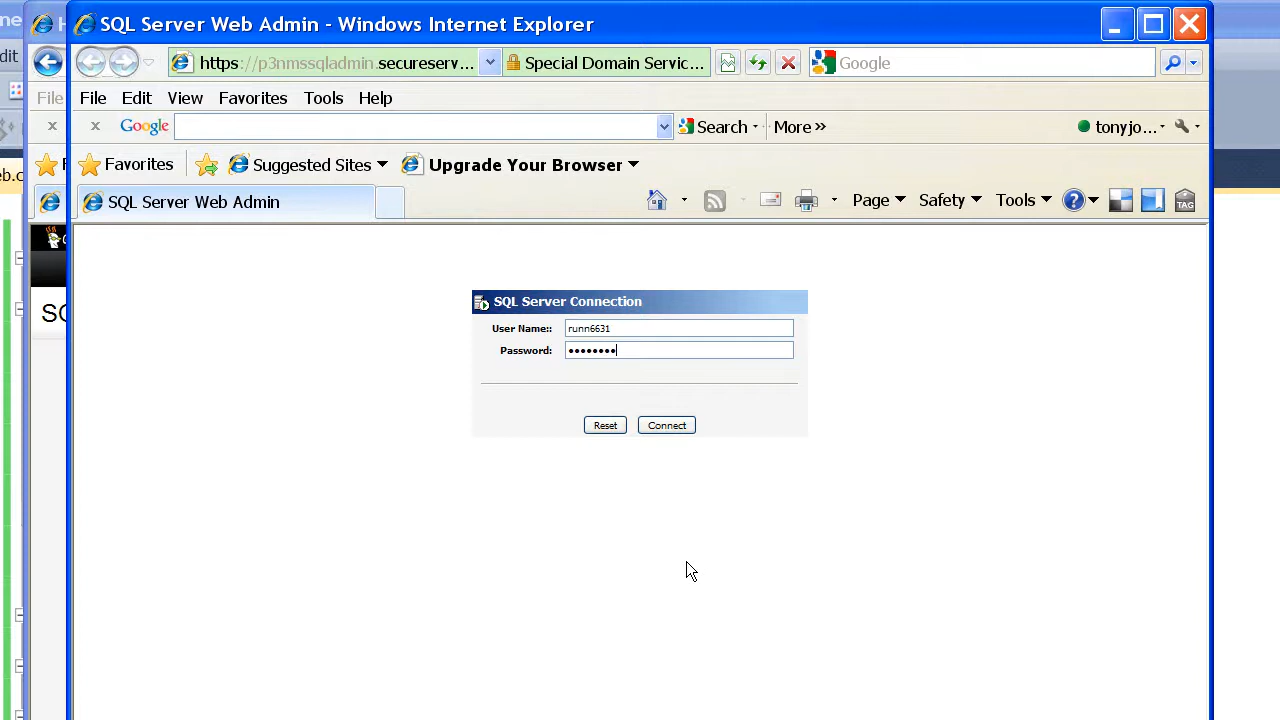 SQL Server Web Admin - Windows Internet Explorer
https://p3nmssqladmin.secureserv... Special Domain Servic... Google
File File Edit View Favorites Tools Help
x x Google Search More » tonyjo...
Favorites Suggested Sites Upgrade Your Browser
SQL Server Web Admin Page Safety Tools TAG
SQL Server Connection
User Name:: runn6631
Password: ••••••••
Reset Connect